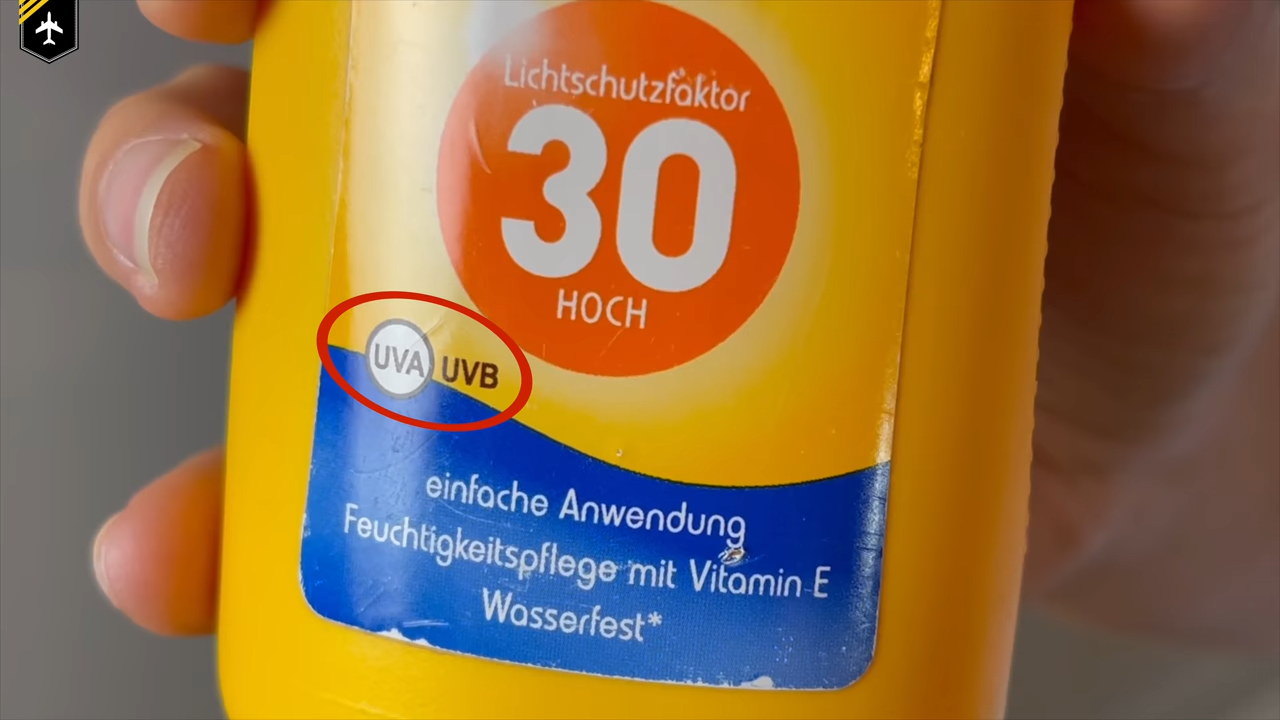 Lichtschutzfaktor
30
HOCH
UVA UVB
einfache Anwendung
Feuchtigkeitspflege mit Vitamin E
Wasserfest*